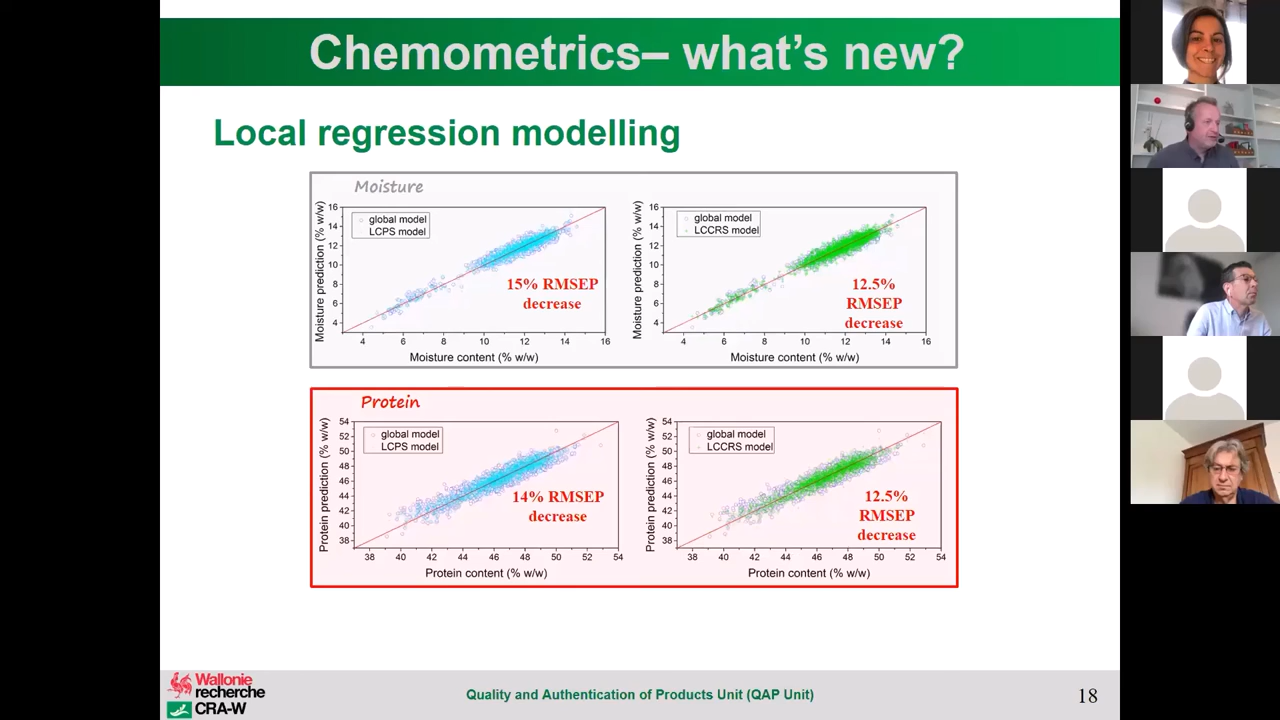 Chemometrics– what's new?
Local regression modelling
Moisture
Moisture prediction (% w/w)
16
14
12
10
8
6
4
global model
LCPS model
15% RMSEP
decrease
4 6 8 10 12 14 16
Moisture content (% w/w)
Moisture prediction (% w/w)
16
14
12
10
8
6
4
global model
LCCRS model
12.5%
RMSEP
decrease
4 6 8 10 12 14 16
Moisture content (% w/w)
Protein
Protein prediction (% w/w)
54
52
50
48
46
44
42
40
38
global model
LCPS model
14% RMSEP
decrease
38 40 42 44 46 48 50 52 54
Protein content (% w/w)
Protein prediction (% w/w)
54
52
50
48
46
44
42
40
38
global model
LCCRS model
12.5%
RMSEP
decrease
38 40 42 44 46 48 50 52 54
Protein content (% w/w)
Wallonie
recherche
CRA-W
Quality and Authentication of Products Unit (QAP Unit)
18